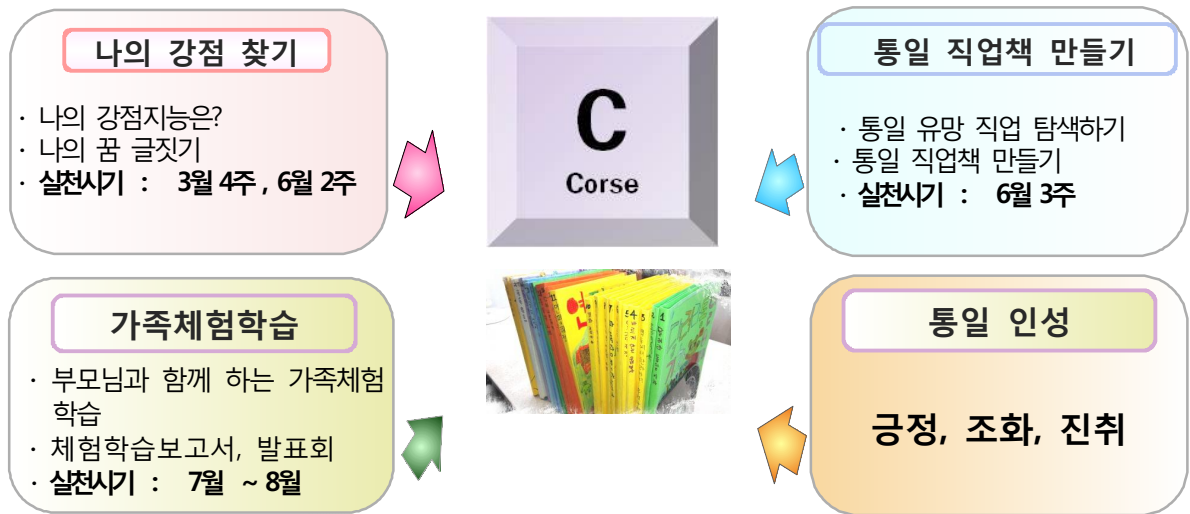 나의 강점 찾기
· 나의 강점지능은?
· 나의 꿈 글짓기
· 실천시기 : 3월 4주 , 6월 2주
C
Corse
통일 직업책 만들기
· 통일 유망 직업 탐색하기
· 통일 직업책 만들기
· 실천시기 : 6월 3주
가족체험학습
· 부모님과 함께 하는 가족체험
학습
· 체험학습보고서, 발표회
· 실천시기 : 7월 ~ 8월
통일 인성
긍정, 조화, 진취